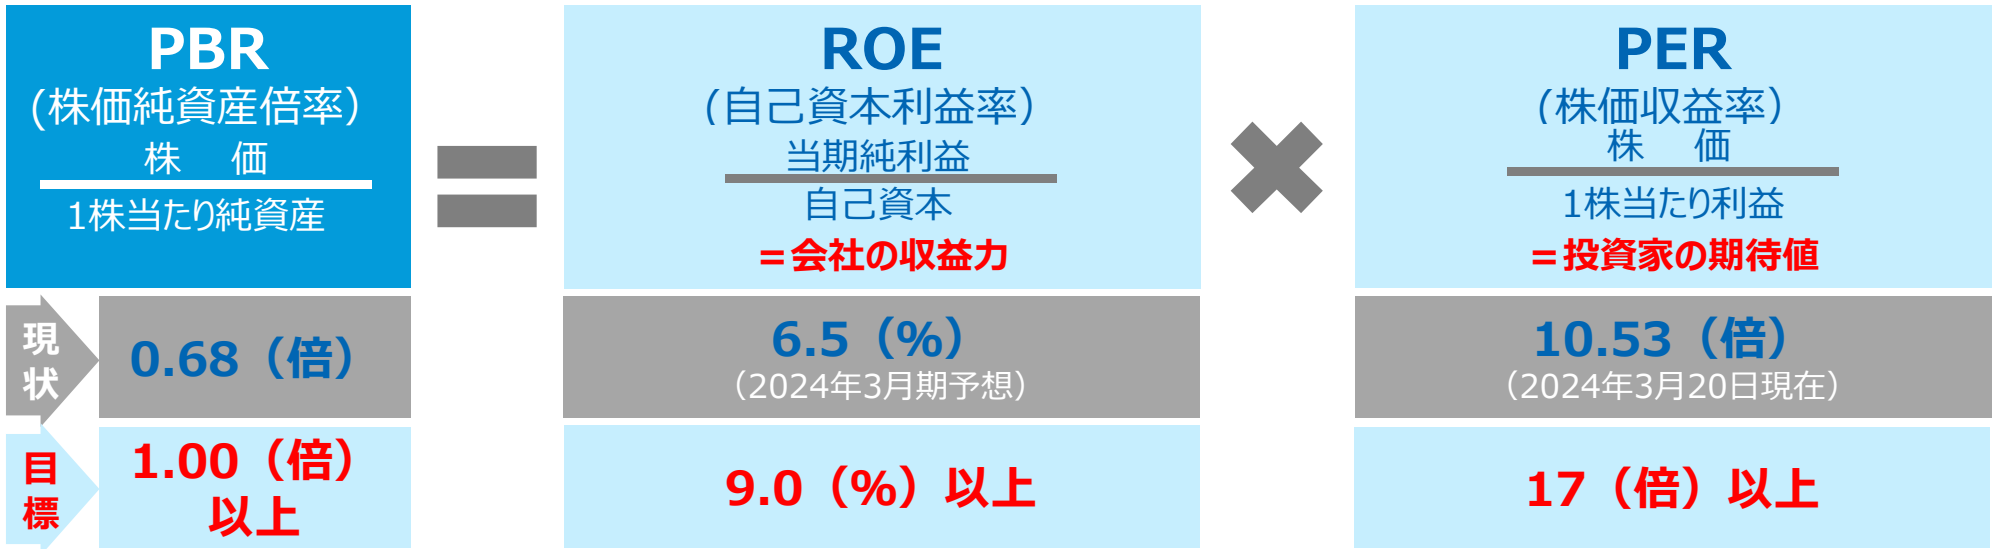 PBR
(株価純資産倍率)
株 価
1株当たり純資産
=
ROE
(自己資本利益率)
当期純利益
自己資本
=会社の収益力
×
PER
(株価収益率)
株 価
1株当たり利益
=投資家の期待値
現状
0.68(倍)
6.5(%)
(2024年3月期予想)
10.53(倍)
(2024年3月20日現在)
目標
1.00(倍)
以上
9.0(%)以上
17(倍)以上